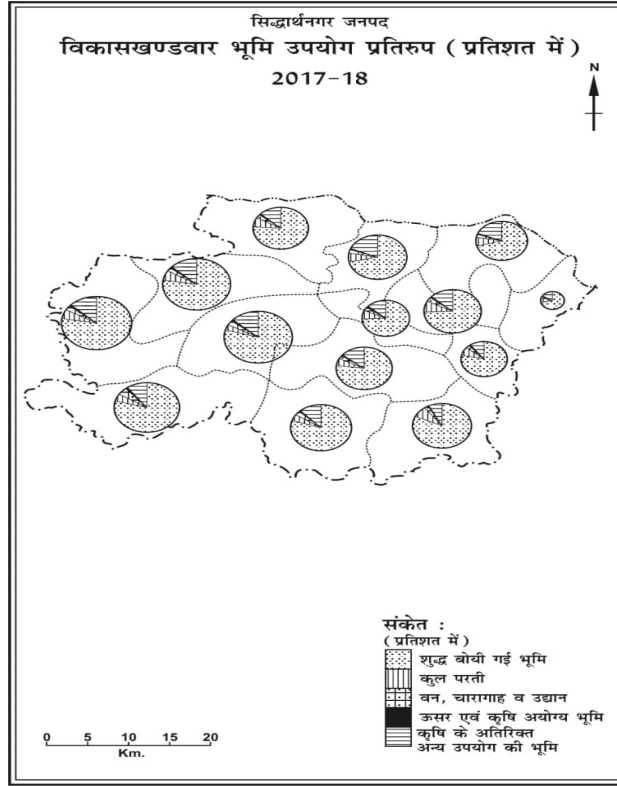 सिद्धार्थनगर जनपद
विकासखण्डवार भूमि उपयोग प्रतिरुप ( प्रतिशत में )
2017-18
N
संकेत :
(प्रतिशत में )
शुद्ध बोयी गई भूमि
कुल परती
वन, चारागाह व उद्यान
ऊसर एवं कृषि अयोग्य भूमि
कृषि के अतिरिक्त
अन्य उपयोग की भूमि
0 5 10 15 20
Km.